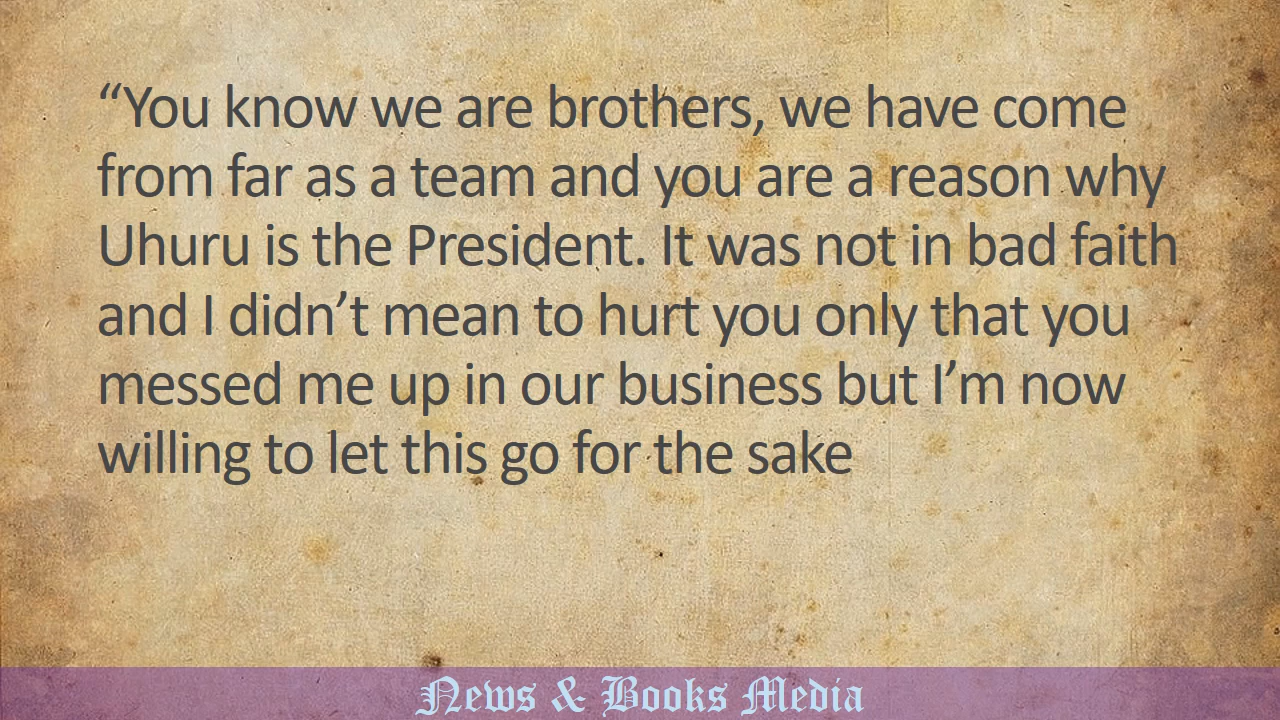 “You know we are brothers, we have come
from far as a team and you are a reason why
Uhuru is the President. It was not in bad faith
and I didn’t mean to hurt you only that you
messed me up in our business but I’m now
willing to let this go for the sake
News & Books Media